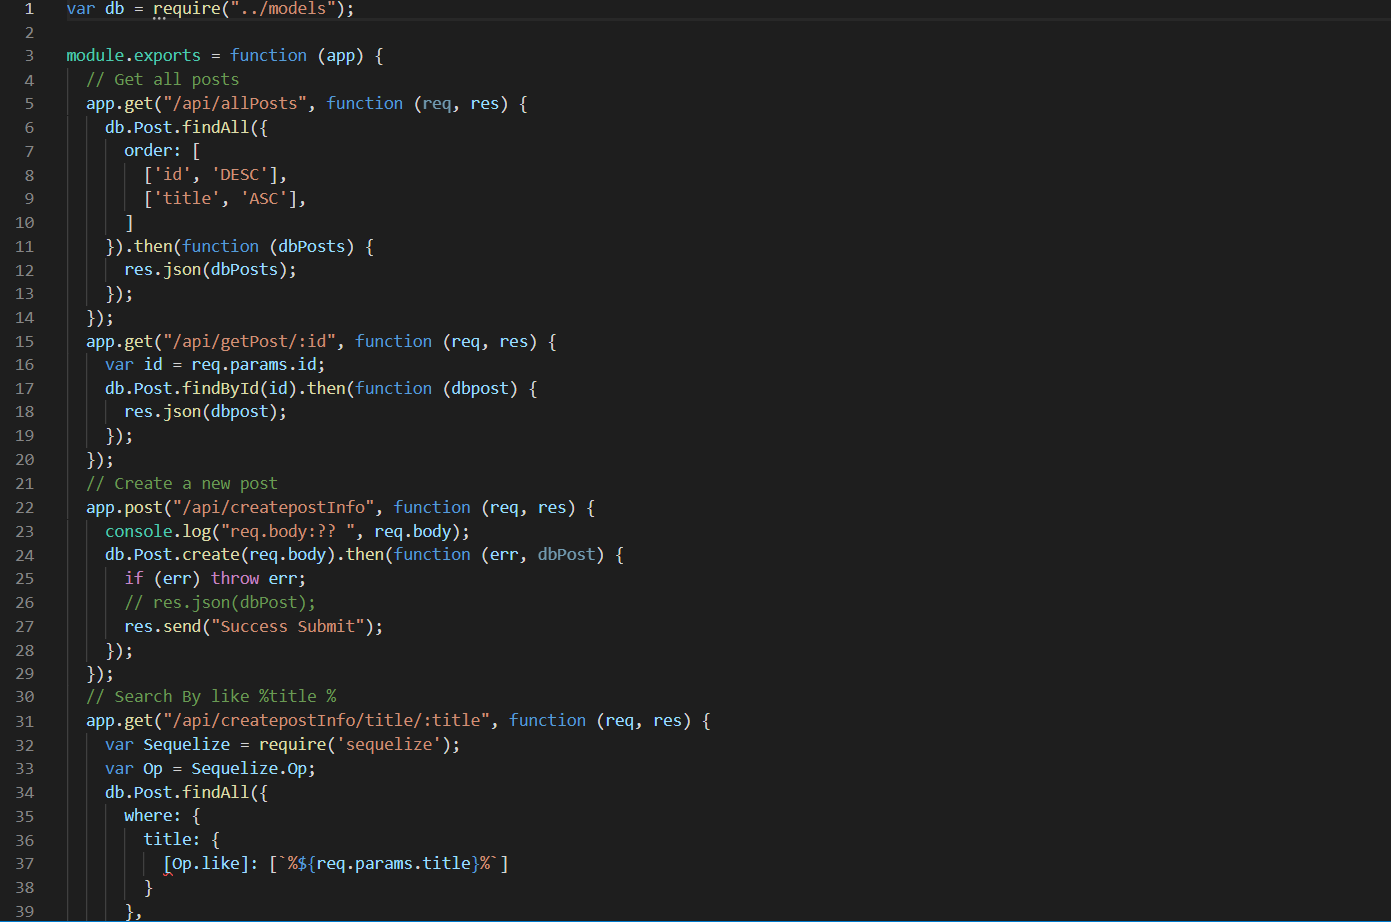 1 var db = require("../models");
2
3 module.exports = function (app) {
4   // Get all posts
5   app.get("/api/allPosts", function (req, res) {
6     db.Post.findAll({
7       order: [
8         ['id', 'DESC'],
9         ['title', 'ASC'],
10       ]
11     }).then(function (dbPosts) {
12       res.json(dbPosts);
13     });
14   });
15   app.get("/api/getPost/:id", function (req, res) {
16     var id = req.params.id;
17     db.Post.findById(id).then(function (dbpost) {
18       res.json(dbpost);
19     });
20   });
21   // Create a new post
22   app.post("/api/createpostInfo", function (req, res) {
23     console.log("req.body:?? ", req.body);
24     db.Post.create(req.body).then(function (err, dbPost) {
25       if (err) throw err;
26       // res.json(dbPost);
27       res.send("Success Submit");
28     });
29   });
30   // Search By like %title %
31   app.get("/api/createpostInfo/title/:title", function (req, res) {
32     var Sequelize = require('sequelize');
33     var Op = Sequelize.Op;
34     db.Post.findAll({
35       where: {
36         title: {
37           [Op.like]: [`%${req.params.title}%`]
38         }
39       },